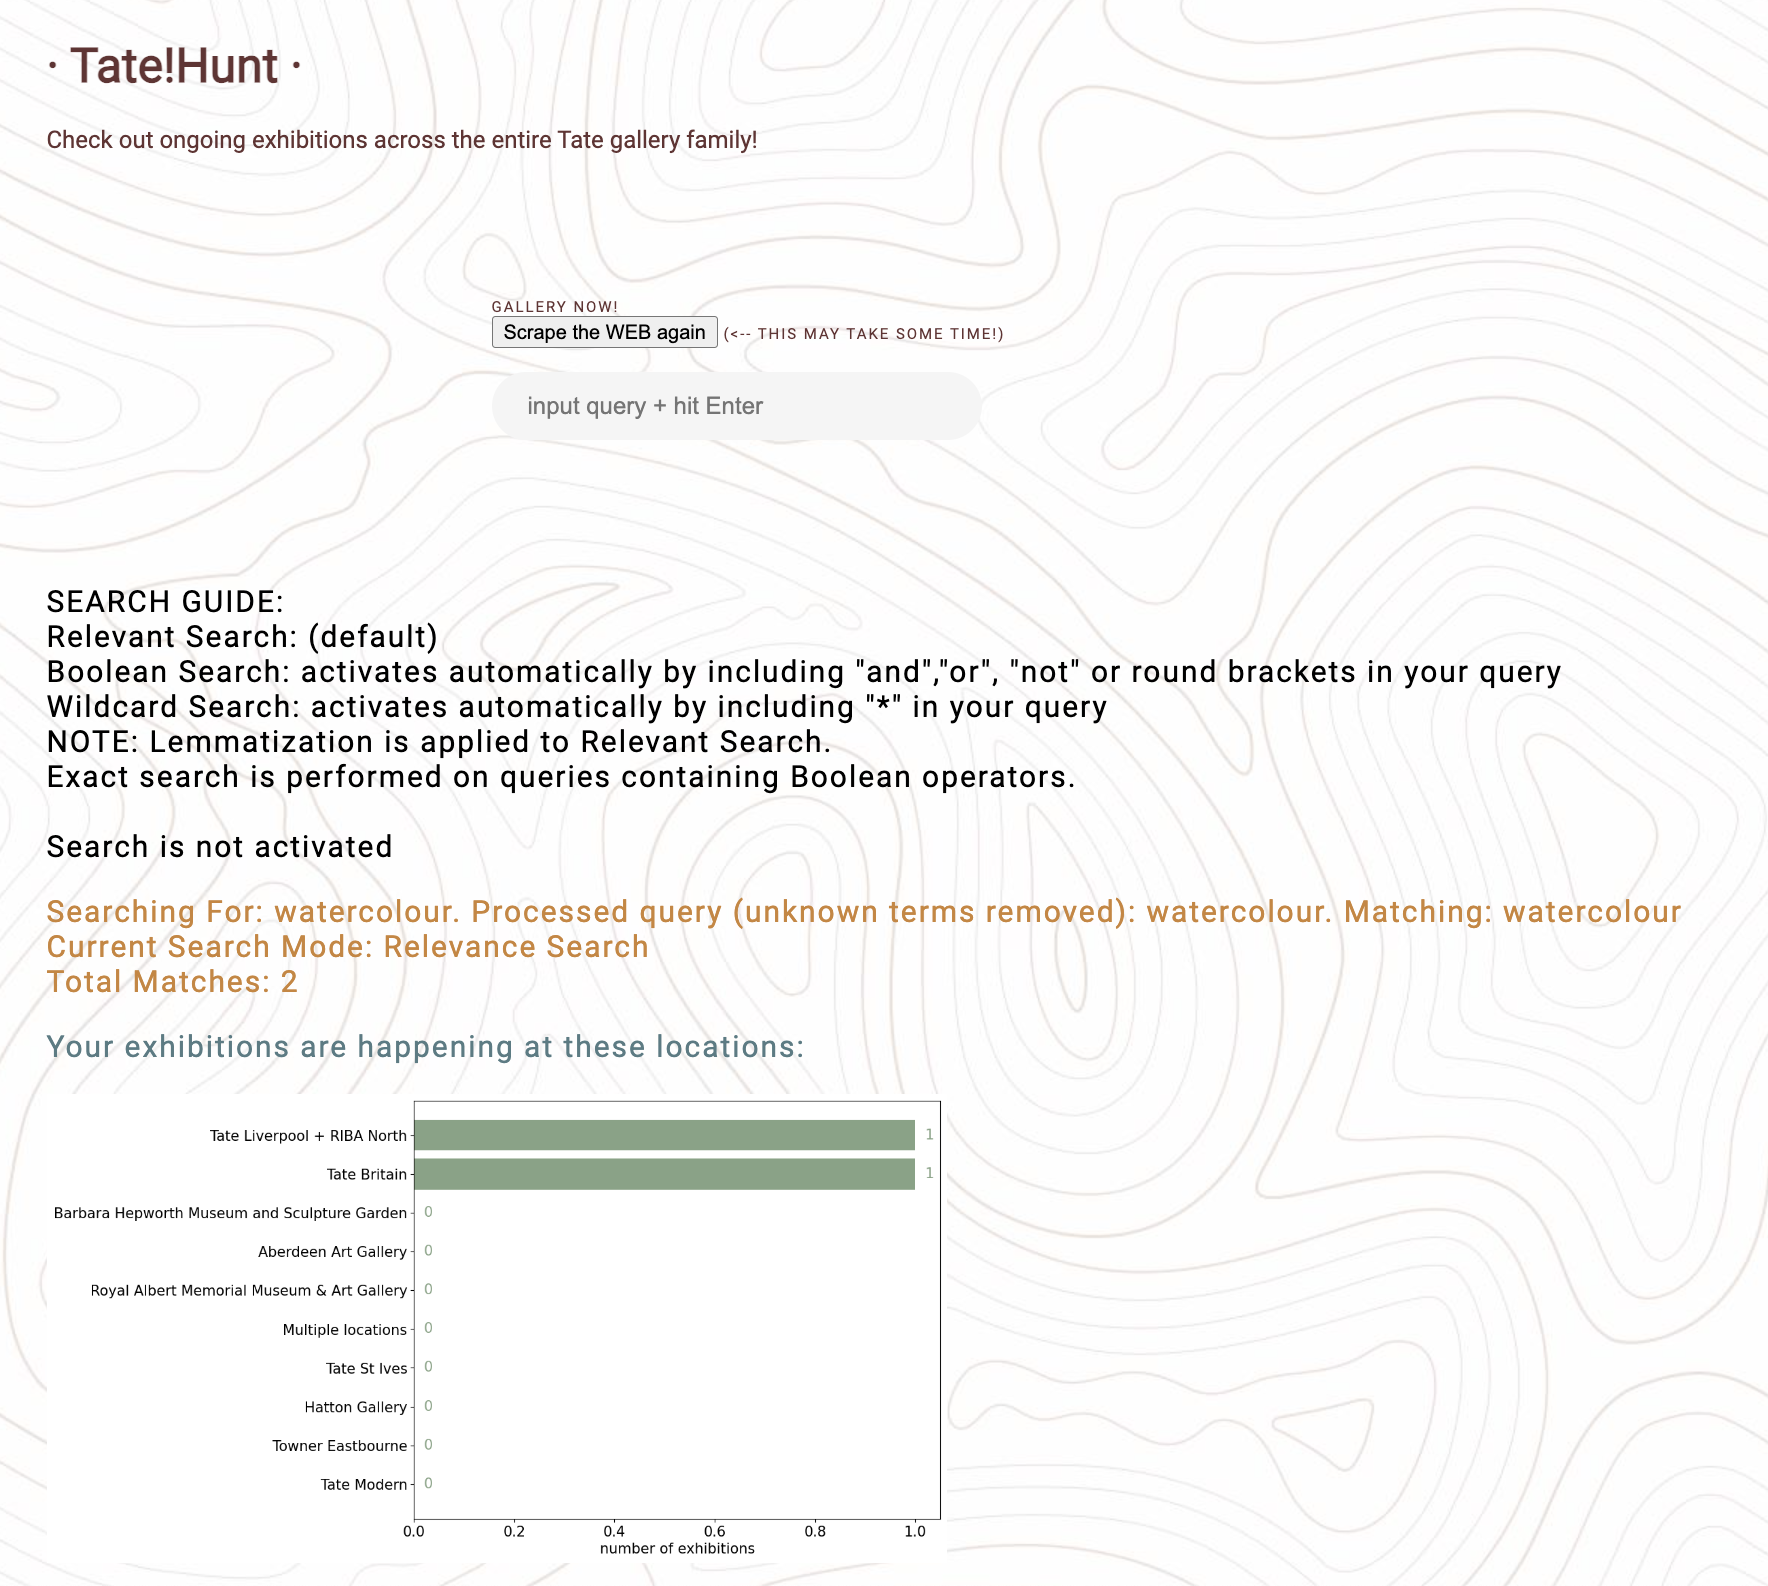 · Tate!Hunt ·
Check out ongoing exhibitions across the entire Tate gallery family!
GALLERY NOW!
Scrape the WEB again (<-- THIS MAY TAKE SOME TIME!)
input query + hit Enter
SEARCH GUIDE:
Relevant Search: (default)
Boolean Search: activates automatically by including "and","or", "not" or round brackets in your query
Wildcard Search: activates automatically by including "*" in your query
NOTE: Lemmatization is applied to Relevant Search.
Exact search is performed on queries containing Boolean operators.
Search is not activated
Searching For: watercolour. Processed query (unknown terms removed): watercolour. Matching: watercolour
Current Search Mode: Relevance Search
Total Matches: 2
Your exhibitions are happening at these locations:
Tate Liverpool + RIBA North 1
Tate Britain 1
Barbara Hepworth Museum and Sculpture Garden 0
Aberdeen Art Gallery 0
Royal Albert Memorial Museum & Art Gallery 0
Multiple locations 0
Tate St Ives 0
Hatton Gallery 0
Towner Eastbourne 0
Tate Modern 0
0.0 0.2 0.4 0.6 0.8 1.0
number of exhibitions